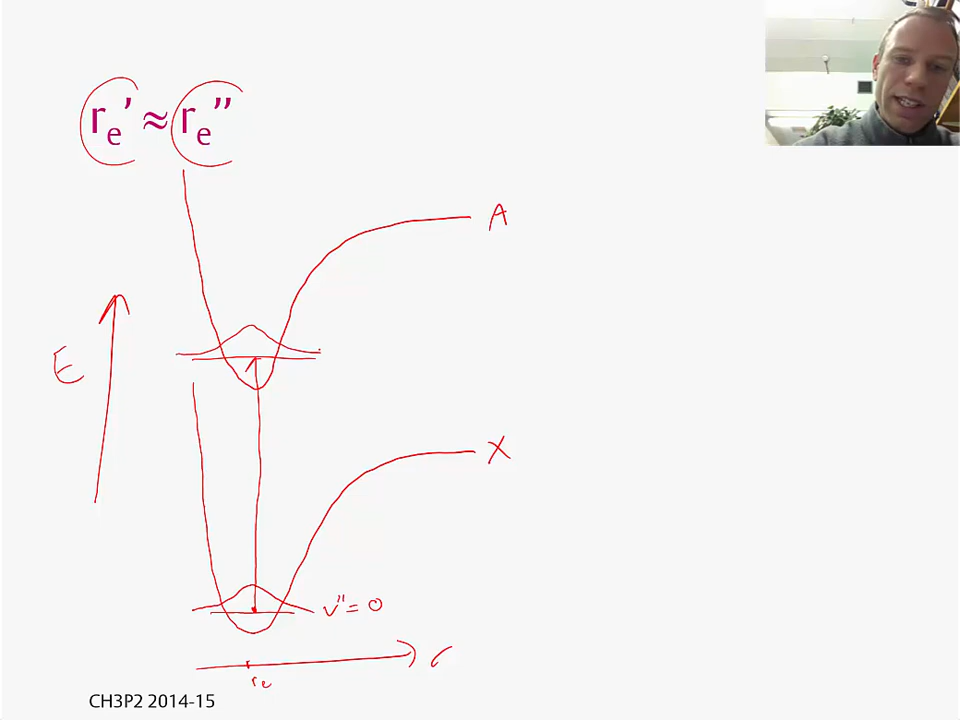 re' ≈ re''
A
E
X
v" = 0
r
re
CH3P2 2014-15